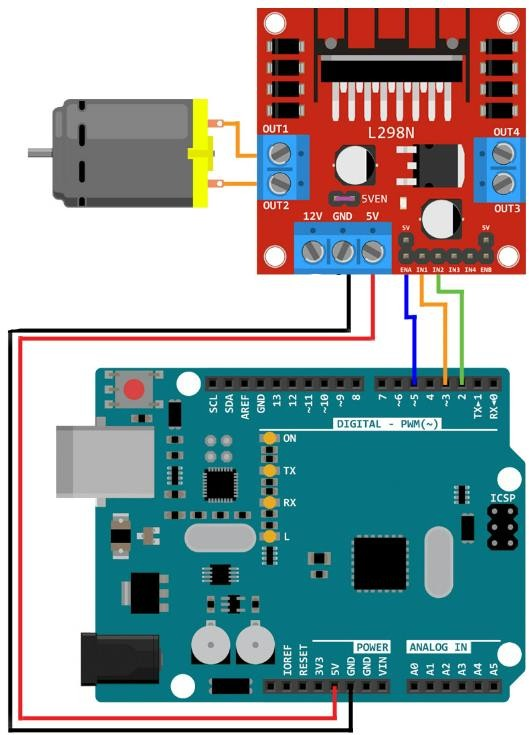 L298N
OUT1
OUT4
OUT2
5VEN
OUT3
12V GND 5V
5V 5V
ENA IN1 IN2 IN3 IN4 ENB
SCL SDA AREF GND 13 12 ~11 ~10 ~9 8 7 ~6 ~5 4 ~3 2 TX→1 RX←0
DIGITAL - PWM(~)
ON
TX
RX
L
ICSP
POWER ANALOG IN
IOREF RESET 3V3 5V GND GND VIN A0 A1 A2 A3 A4 A5